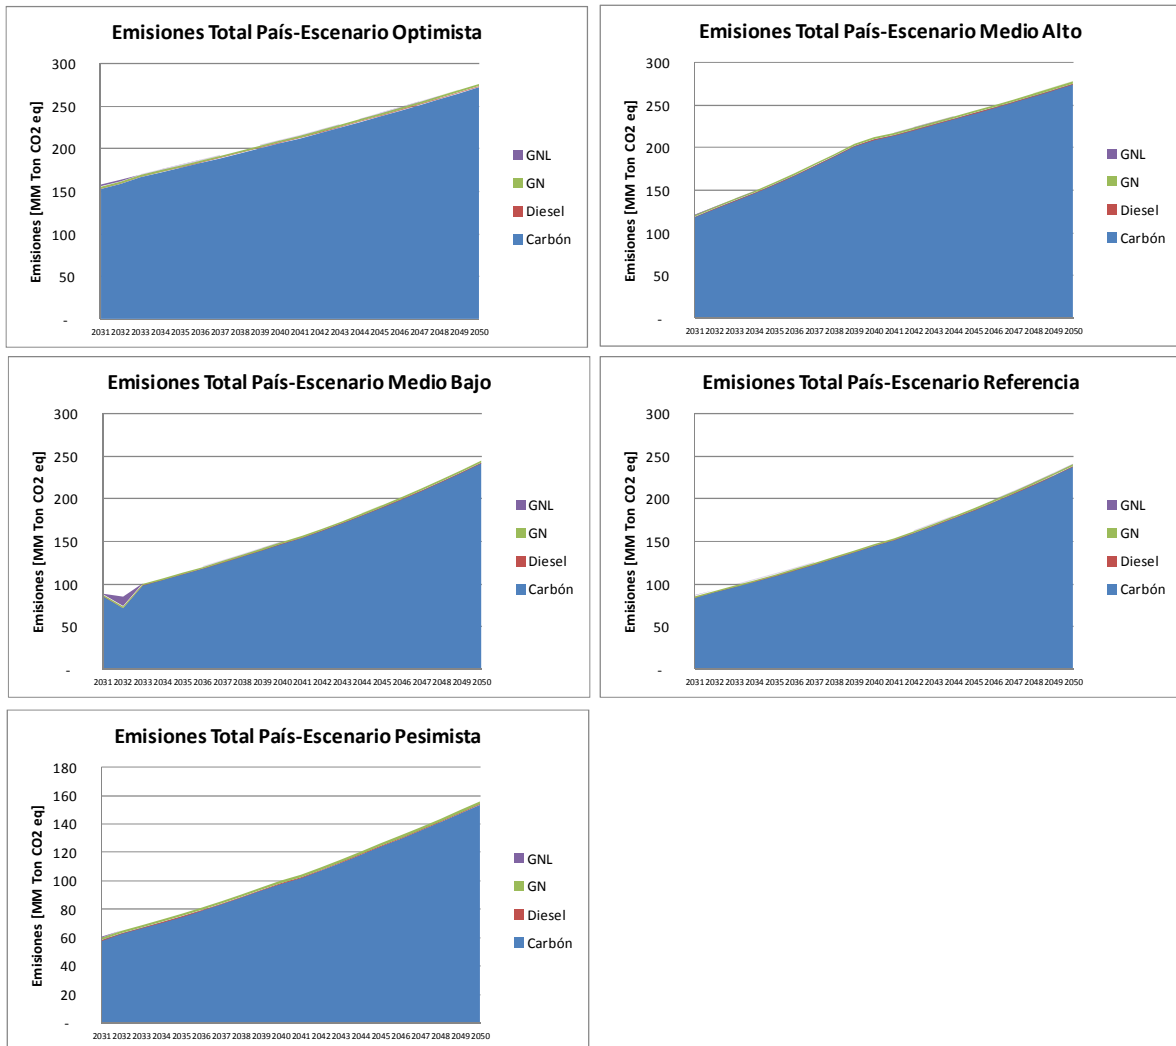 Emisiones Total País-Escenario Optimista
Emisiones [MM Ton CO2 eq]
300
250
200
150
100
50
-
2031 2032 2033 2034 2035 2036 2037 2038 2039 2040 2041 2042 2043 2044 2045 2046 2047 2048 2049 2050
GNL
GN
Diesel
Carbón
Emisiones Total País-Escenario Medio Alto
Emisiones [MM Ton CO2 eq]
300
250
200
150
100
50
-
2031 2032 2033 2034 2035 2036 2037 2038 2039 2040 2041 2042 2043 2044 2045 2046 2047 2048 2049 2050
GNL
GN
Diesel
Carbón
Emisiones Total País-Escenario Medio Bajo
Emisiones [MM Ton CO2 eq]
300
250
200
150
100
50
-
2031 2032 2033 2034 2035 2036 2037 2038 2039 2040 2041 2042 2043 2044 2045 2046 2047 2048 2049 2050
GNL
GN
Diesel
Carbón
Emisiones Total País-Escenario Referencia
Emisiones [MM Ton CO2 eq]
300
250
200
150
100
50
-
2031 2032 2033 2034 2035 2036 2037 2038 2039 2040 2041 2042 2043 2044 2045 2046 2047 2048 2049 2050
GNL
GN
Diesel
Carbón
Emisiones Total País-Escenario Pesimista
Emisiones [MM Ton CO2 eq]
180
160
140
120
100
80
60
40
20
-
2031 2032 2033 2034 2035 2036 2037 2038 2039 2040 2041 2042 2043 2044 2045 2046 2047 2048 2049 2050
GNL
GN
Diesel
Carbón